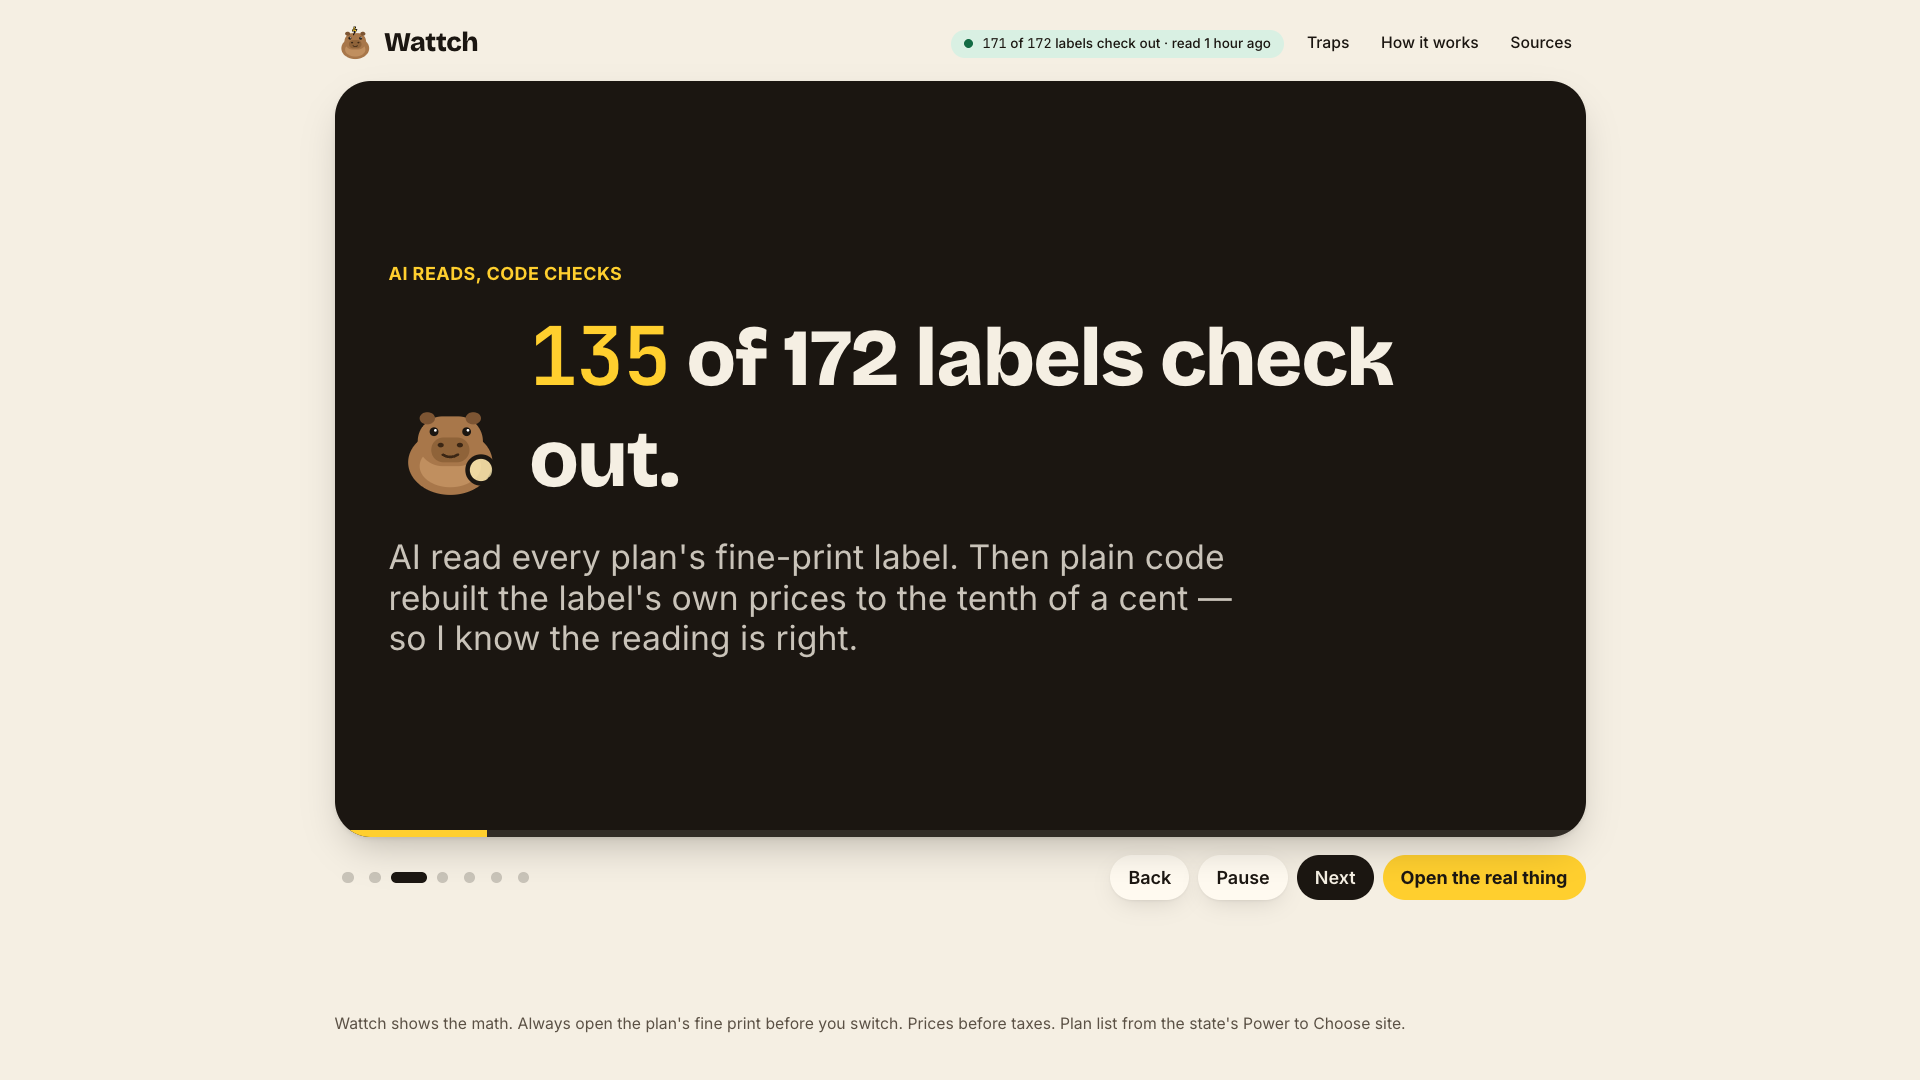 Wattch
171 of 172 labels check out · read 1 hour ago
Traps
How it works
Sources
AI READS, CODE CHECKS
135 of 172 labels check
out.
AI read every plan's fine-print label. Then plain code
rebuilt the label's own prices to the tenth of a cent —
so I know the reading is right.
Back
Pause
Next
Open the real thing
Wattch shows the math. Always open the plan's fine print before you switch. Prices before taxes. Plan list from the state's Power to Choose site.